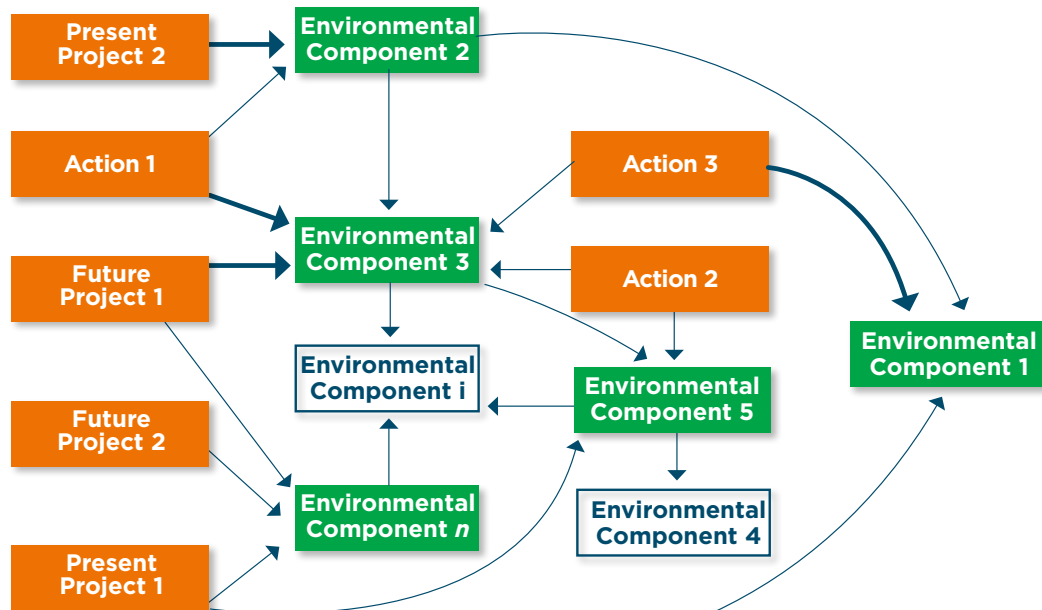 Present
Project 2
Environmental
Component 2
Action 1
Action 3
Environmental
Component 3
Future
Project 1
Action 2
Environmental
Component 1
Environmental
Component i
Environmental
Component 5
Future
Project 2
Environmental
Component n
Environmental
Component 4
Present
Project 1